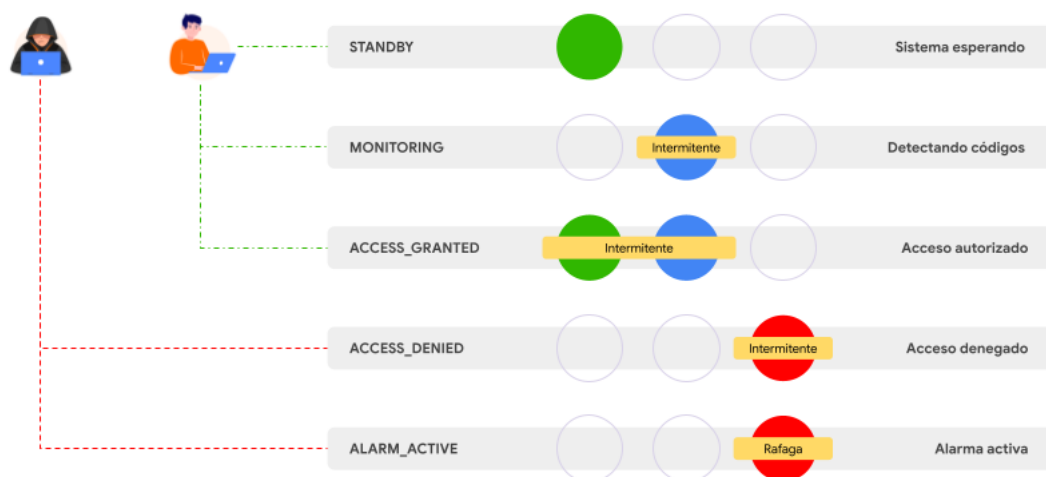 STANDBY Sistema esperando
MONITORING Intermitente Detectando códigos
ACCESS_GRANTED Intermitente Acceso autorizado
ACCESS_DENIED Intermitente Acceso denegado
ALARM_ACTIVE Rafaga Alarma activa